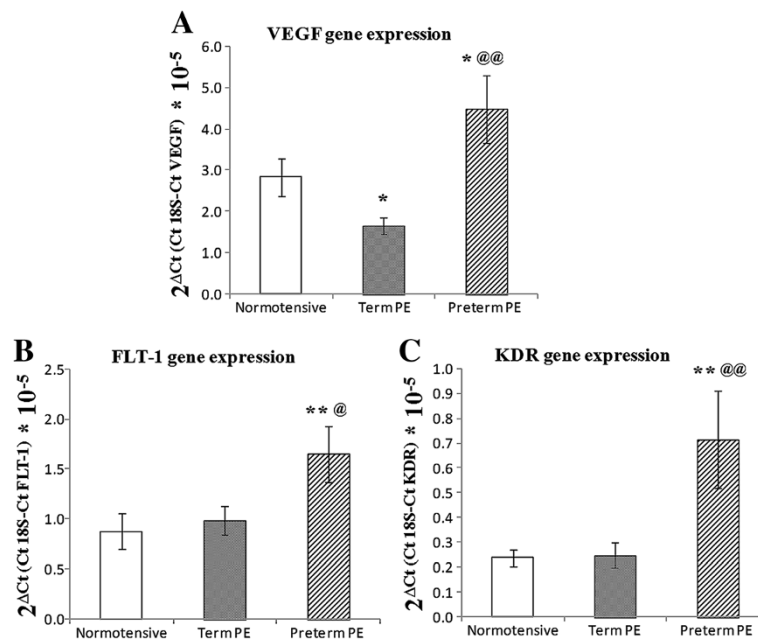 A
VEGF gene expression
2ΔCt (Ct 18S-Ct VEGF) * 10-5
6.0
5.0
4.0
3.0
2.0
1.0
0.0
*
* @@
Normotensive Term PE Preterm PE
B
FLT-1 gene expression
2ΔCt (Ct 18S-Ct FLT-1) * 10-5
2.5
2.0
1.5
1.0
0.5
0.0
** @
Normotensive Term PE Preterm PE
C
KDR gene expression
2ΔCt (Ct 18S-Ct KDR) * 10-5
1.0
0.9
0.8
0.7
0.6
0.5
0.4
0.3
0.2
0.1
0.0
** @@
Normotensive Term PE Preterm PE